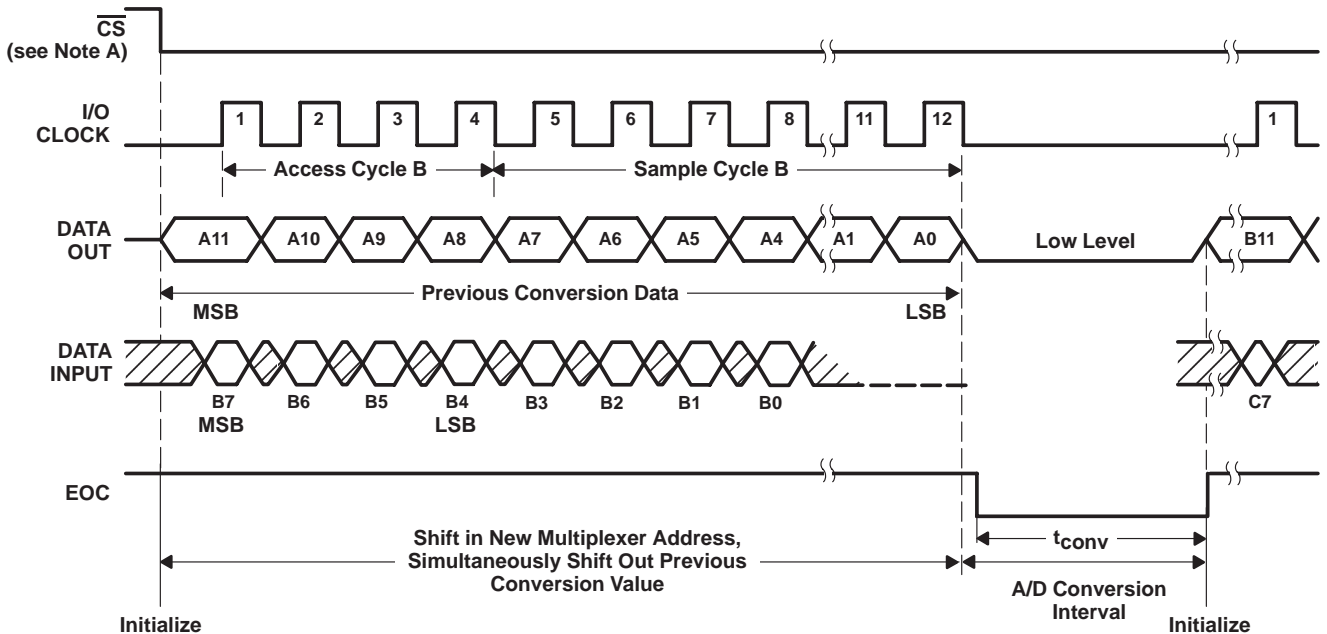 CS
(see Note A)
I/O
CLOCK
1 2 3 4 5 6 7 8 11 12 1
Access Cycle B Sample Cycle B
DATA
OUT
A11 A10 A9 A8 A7 A6 A5 A4 A1 A0 Low Level B11
Previous Conversion Data
MSB LSB
DATA
INPUT
B7 B6 B5 B4 B3 B2 B1 B0 C7
MSB LSB
EOC
Shift in New Multiplexer Address,
Simultaneously Shift Out Previous
Conversion Value
tconv
A/D Conversion
Interval
Initialize Initialize